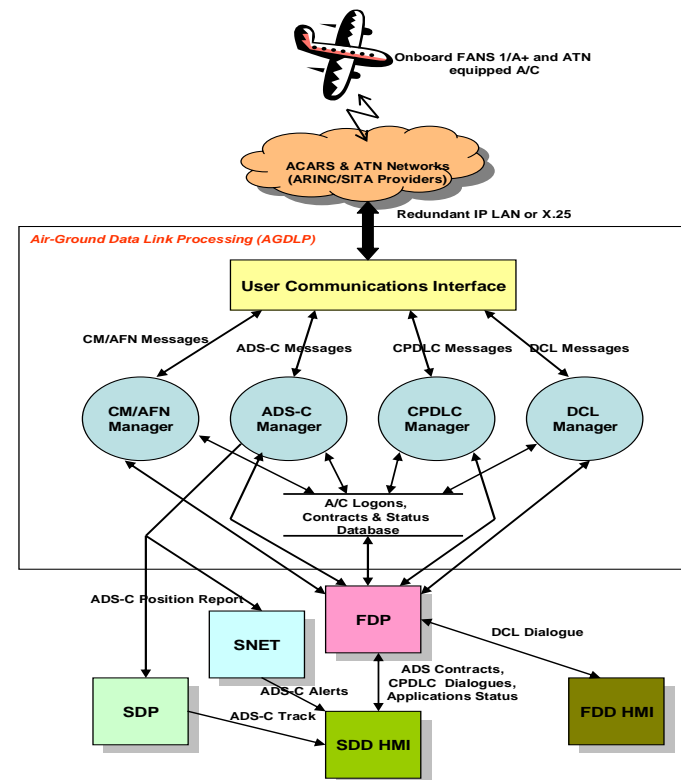 Onboard FANS 1/A+ and ATN
equipped A/C
ACARS & ATN Networks
(ARINC/SITA Providers)
Redundant IP LAN or X.25
Air-Ground Data Link Processing (AGDLP)
User Communications Interface
CM/AFN Messages
ADS-C Messages
CPDLC Messages
DCL Messages
CM/AFN
Manager
ADS-C
Manager
CPDLC
Manager
DCL
Manager
A/C Logons,
Contracts & Status
Database
ADS-C Position Report
FDP
SNET
DCL Dialogue
ADS Contracts,
CPDLC Dialogues,
Applications Status
ADS-C Alerts
SDP
ADS-C Track
SDD HMI
FDD HMI